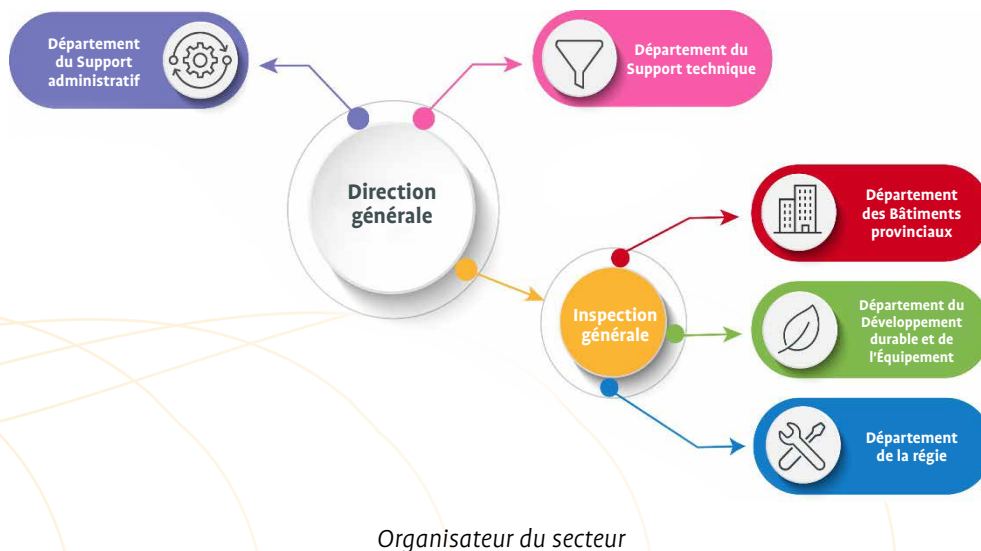 Département
du Support
administratif
Département du
Support technique
Direction
générale
Département
des Bâtiments
provinciaux
Inspection
générale
Département du
Développement
durable et de
l'Équipement
Département
de la régie
Organisateur du secteur